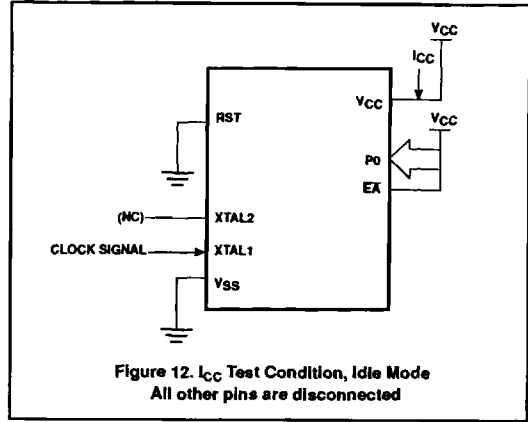 VCC
ICC
VCC
RST
VCC
P0
EA
(NC)
XTAL2
CLOCK SIGNAL
XTAL1
VSS
Figure 12. ICC Test Condition, Idle Mode
All other pins are disconnected